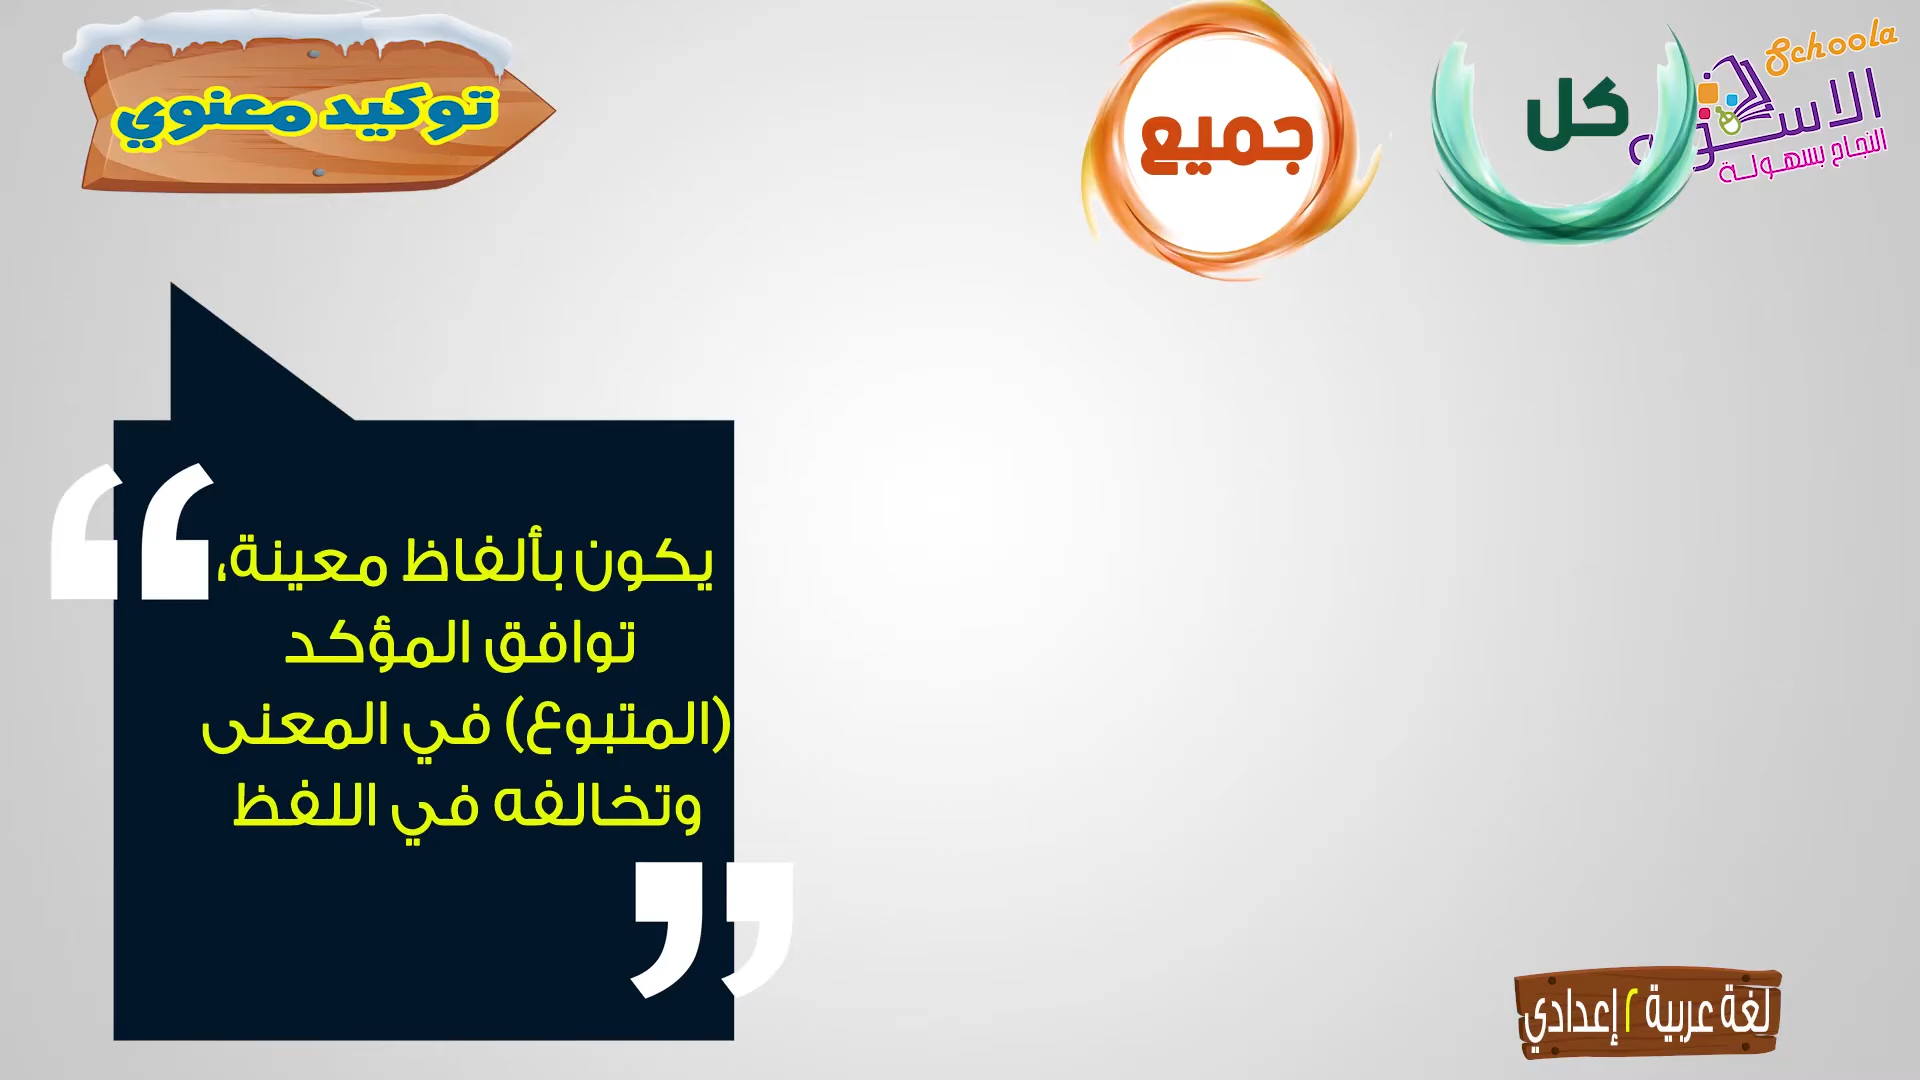 توكيد معنوي
كل
جميع
Schoola
الاسكوله
النجاح بسهولة
يكون بألفاظ معينة،
توافق المؤكد
(المتبوع) في المعنى
وتخالفه في اللفظ
لغة عربية ٢ إعدادي